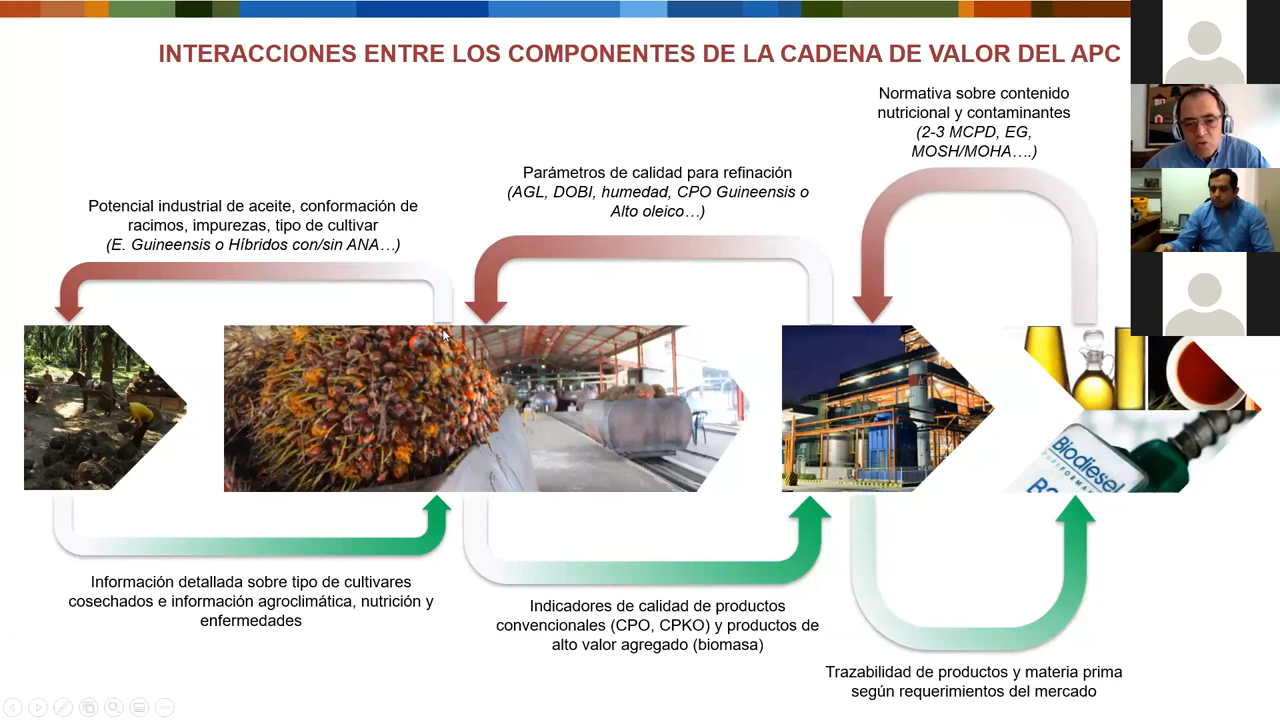 INTERACCIONES ENTRE LOS COMPONENTES DE LA CADENA DE VALOR DEL APC
Normativa sobre contenido
nutricional y contaminantes
(2-3 MCPD, EG,
MOSH/MOHA….)
Parámetros de calidad para refinación
(AGL, DOBI, humedad, CPO Guineensis o
Alto oleico…)
Potencial industrial de aceite, conformación de
racimos, impurezas, tipo de cultivar
(E. Guineensis o Híbridos con/sin ANA…)
Biodiesel
Información detallada sobre tipo de cultivares
cosechados e información agroclimática, nutrición y
enfermedades
Indicadores de calidad de productos
convencionales (CPO, CPKO) y productos de
alto valor agregado (biomasa)
Trazabilidad de productos y materia prima
según requerimientos del mercado